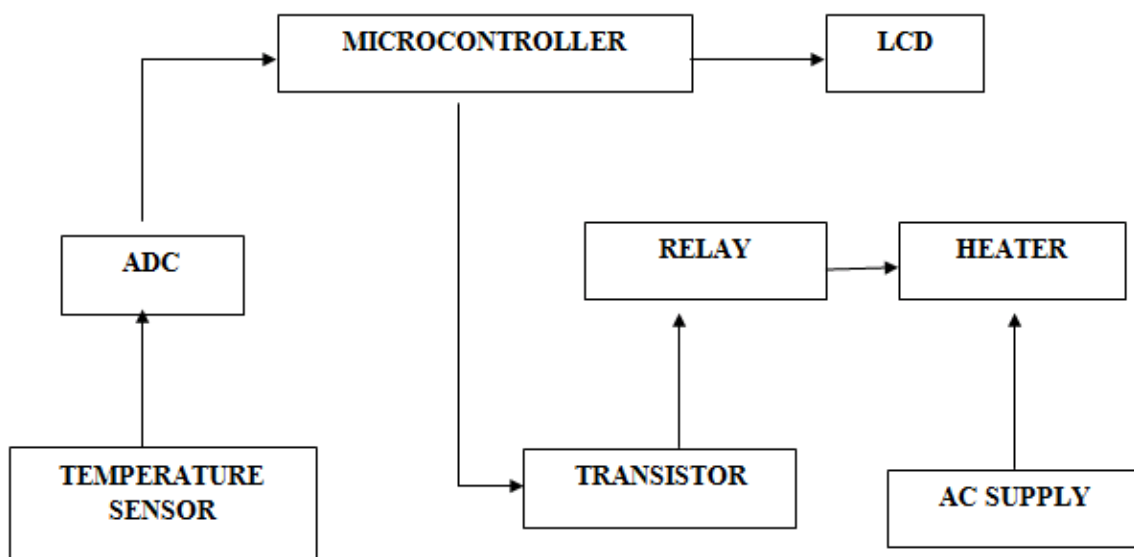 MICROCONTROLLER
LCD
ADC
RELAY
HEATER
TEMPERATURE
SENSOR
TRANSISTOR
AC SUPPLY